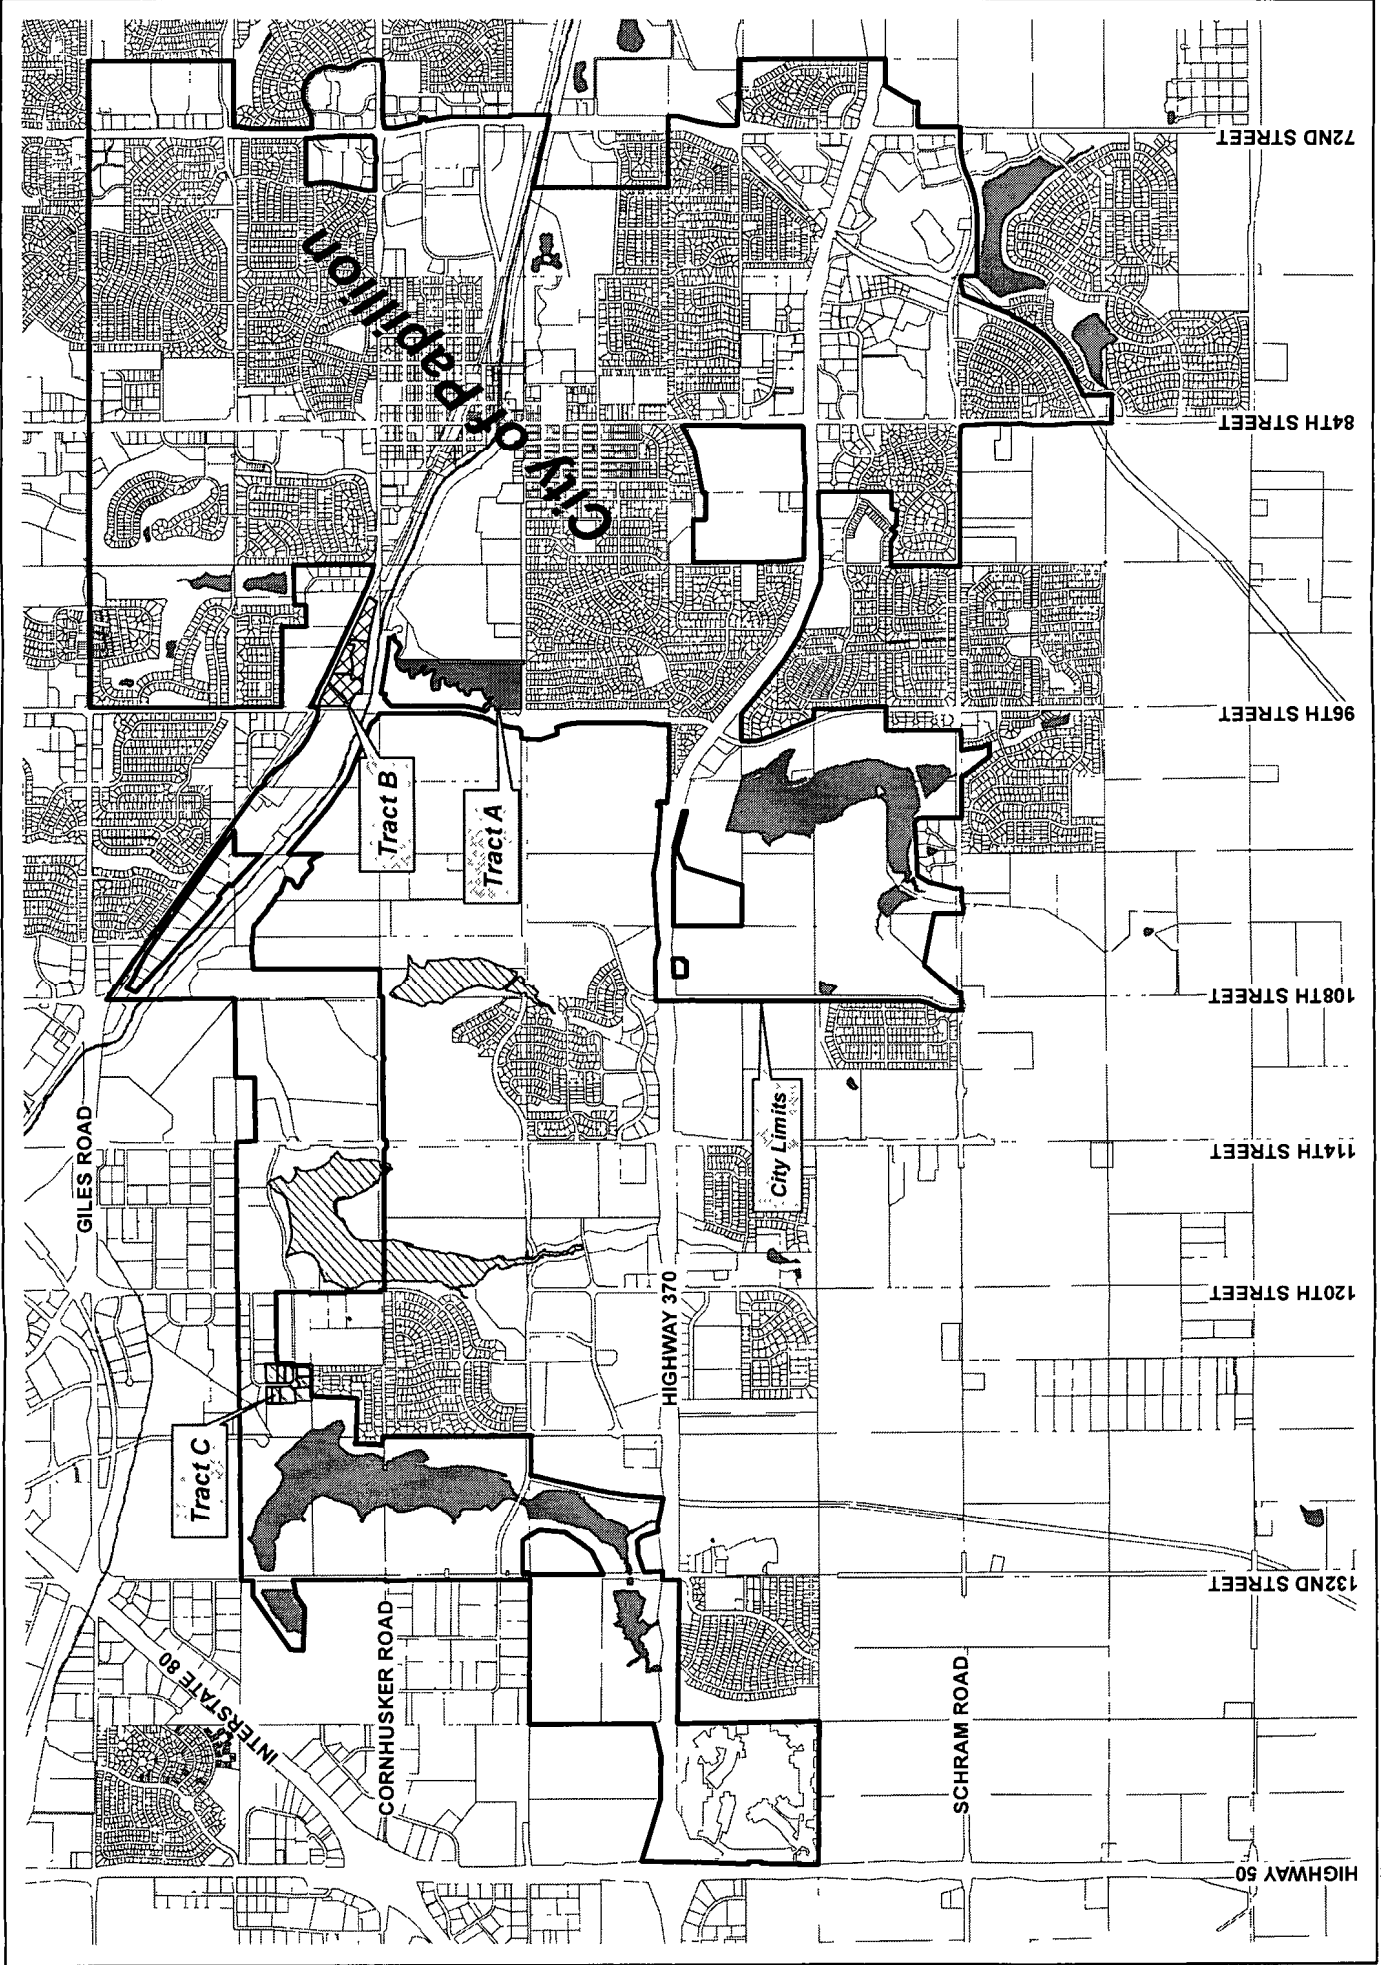 City of Papillion
Tract B
Tract A
Tract C
City Limits
GILES ROAD
INTERSTATE 80
CORNHUSKER ROAD
HIGHWAY 370
SCHRAM ROAD
HIGHWAY 50
132ND STREET
120TH STREET
114TH STREET
108TH STREET
96TH STREET
84TH STREET
72ND STREET